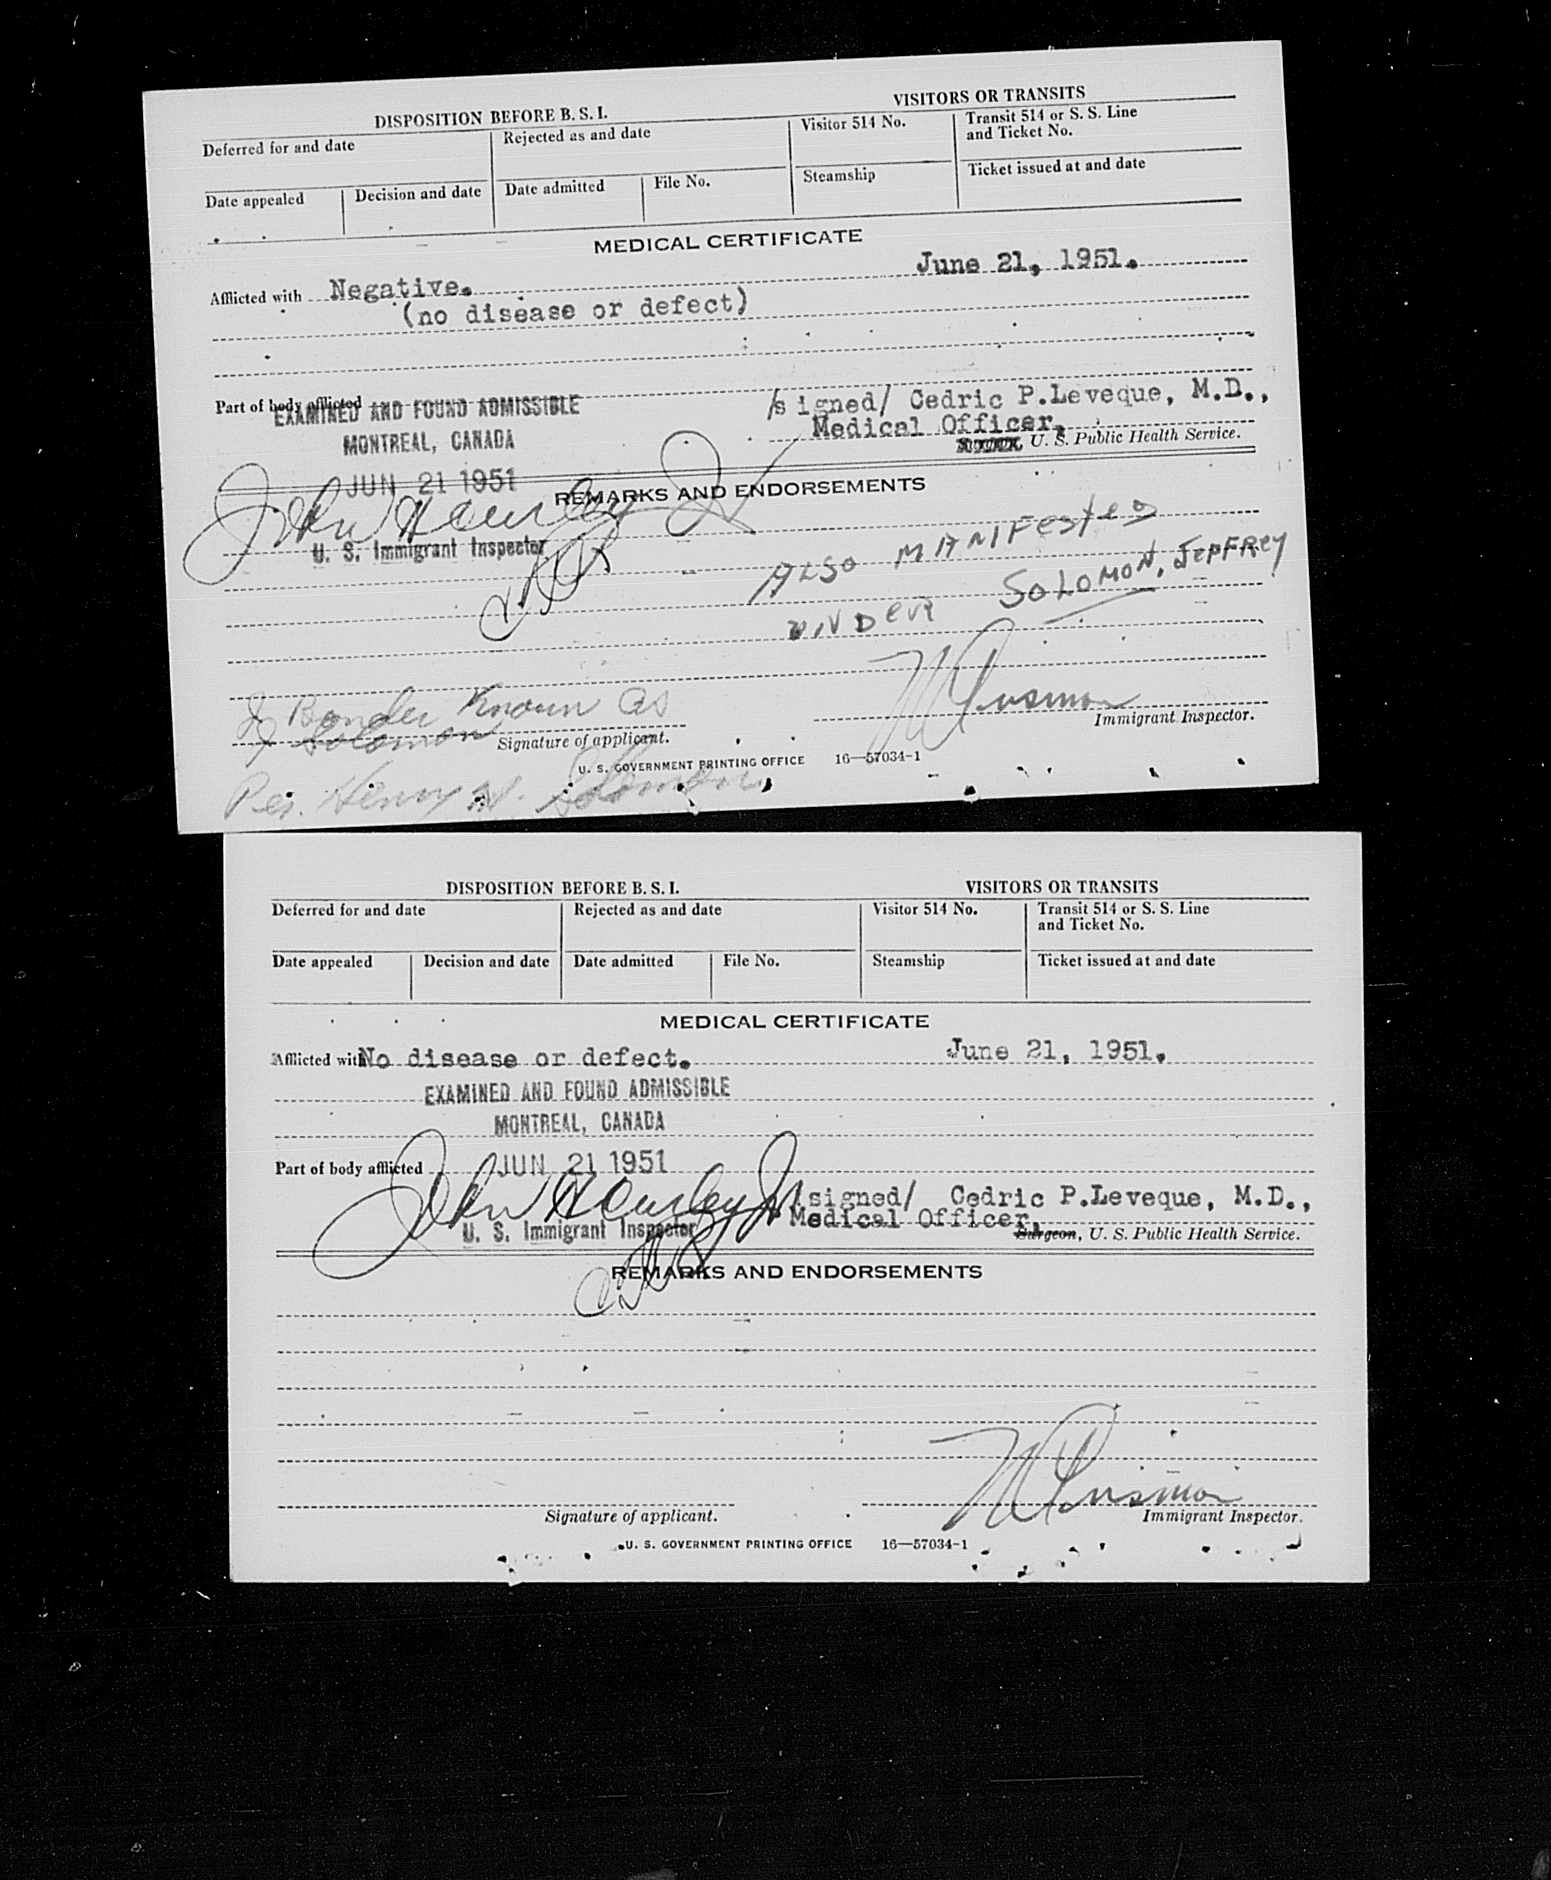 DISPOSITION BEFORE B. S. I. VISITORS OR TRANSITS
Deferred for and date Rejected as and date Visitor 514 No. Transit 514 or S. S. Line
and Ticket No.
Date appealed Decision and date Date admitted File No. Steamship Ticket issued at and date
MEDICAL CERTIFICATE
Afflicted with Negative. June 21, 1951.
(no disease or defect)
Part of body afflicted
EXAMINED AND FOUND ADMISSIBLE
MONTREAL, CANADA
JUN 21 1951
/signed/ Cedric P.Leveque, M.D.,
Medical Officer,
U. S. Public Health Service.
REMARKS AND ENDORSEMENTS
John
U. S. Immigrant Inspector
ALSO MANIFESTED
UNDER SOLOMON, JEFFREY
J Bonder Known as
J Solomon
Signature of applicant.
Immigrant Inspector.
U. S. GOVERNMENT PRINTING OFFICE 16—57034-1
Per. Henry W. Solomon
DISPOSITION BEFORE B. S. I. VISITORS OR TRANSITS
Deferred for and date Rejected as and date Visitor 514 No. Transit 514 or S. S. Line
and Ticket No.
Date appealed Decision and date Date admitted File No. Steamship Ticket issued at and date
MEDICAL CERTIFICATE
Afflicted with No disease or defect. June 21, 1951.
EXAMINED AND FOUND ADMISSIBLE
MONTREAL, CANADA
Part of body afflicted JUN 21 1951
John
/signed/ Cedric P.Leveque, M.D.,
Medical Officer,
U. S. Immigrant Inspector
Surgeon, U. S. Public Health Service.
REMARKS AND ENDORSEMENTS
Signature of applicant. Immigrant Inspector.
U. S. GOVERNMENT PRINTING OFFICE 16—57034-1